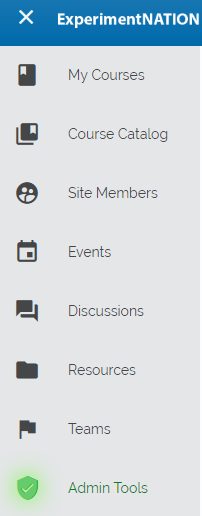 ExperimentNATION
My Courses
Course Catalog
Site Members
Events
Discussions
Resources
Teams
Admin Tools